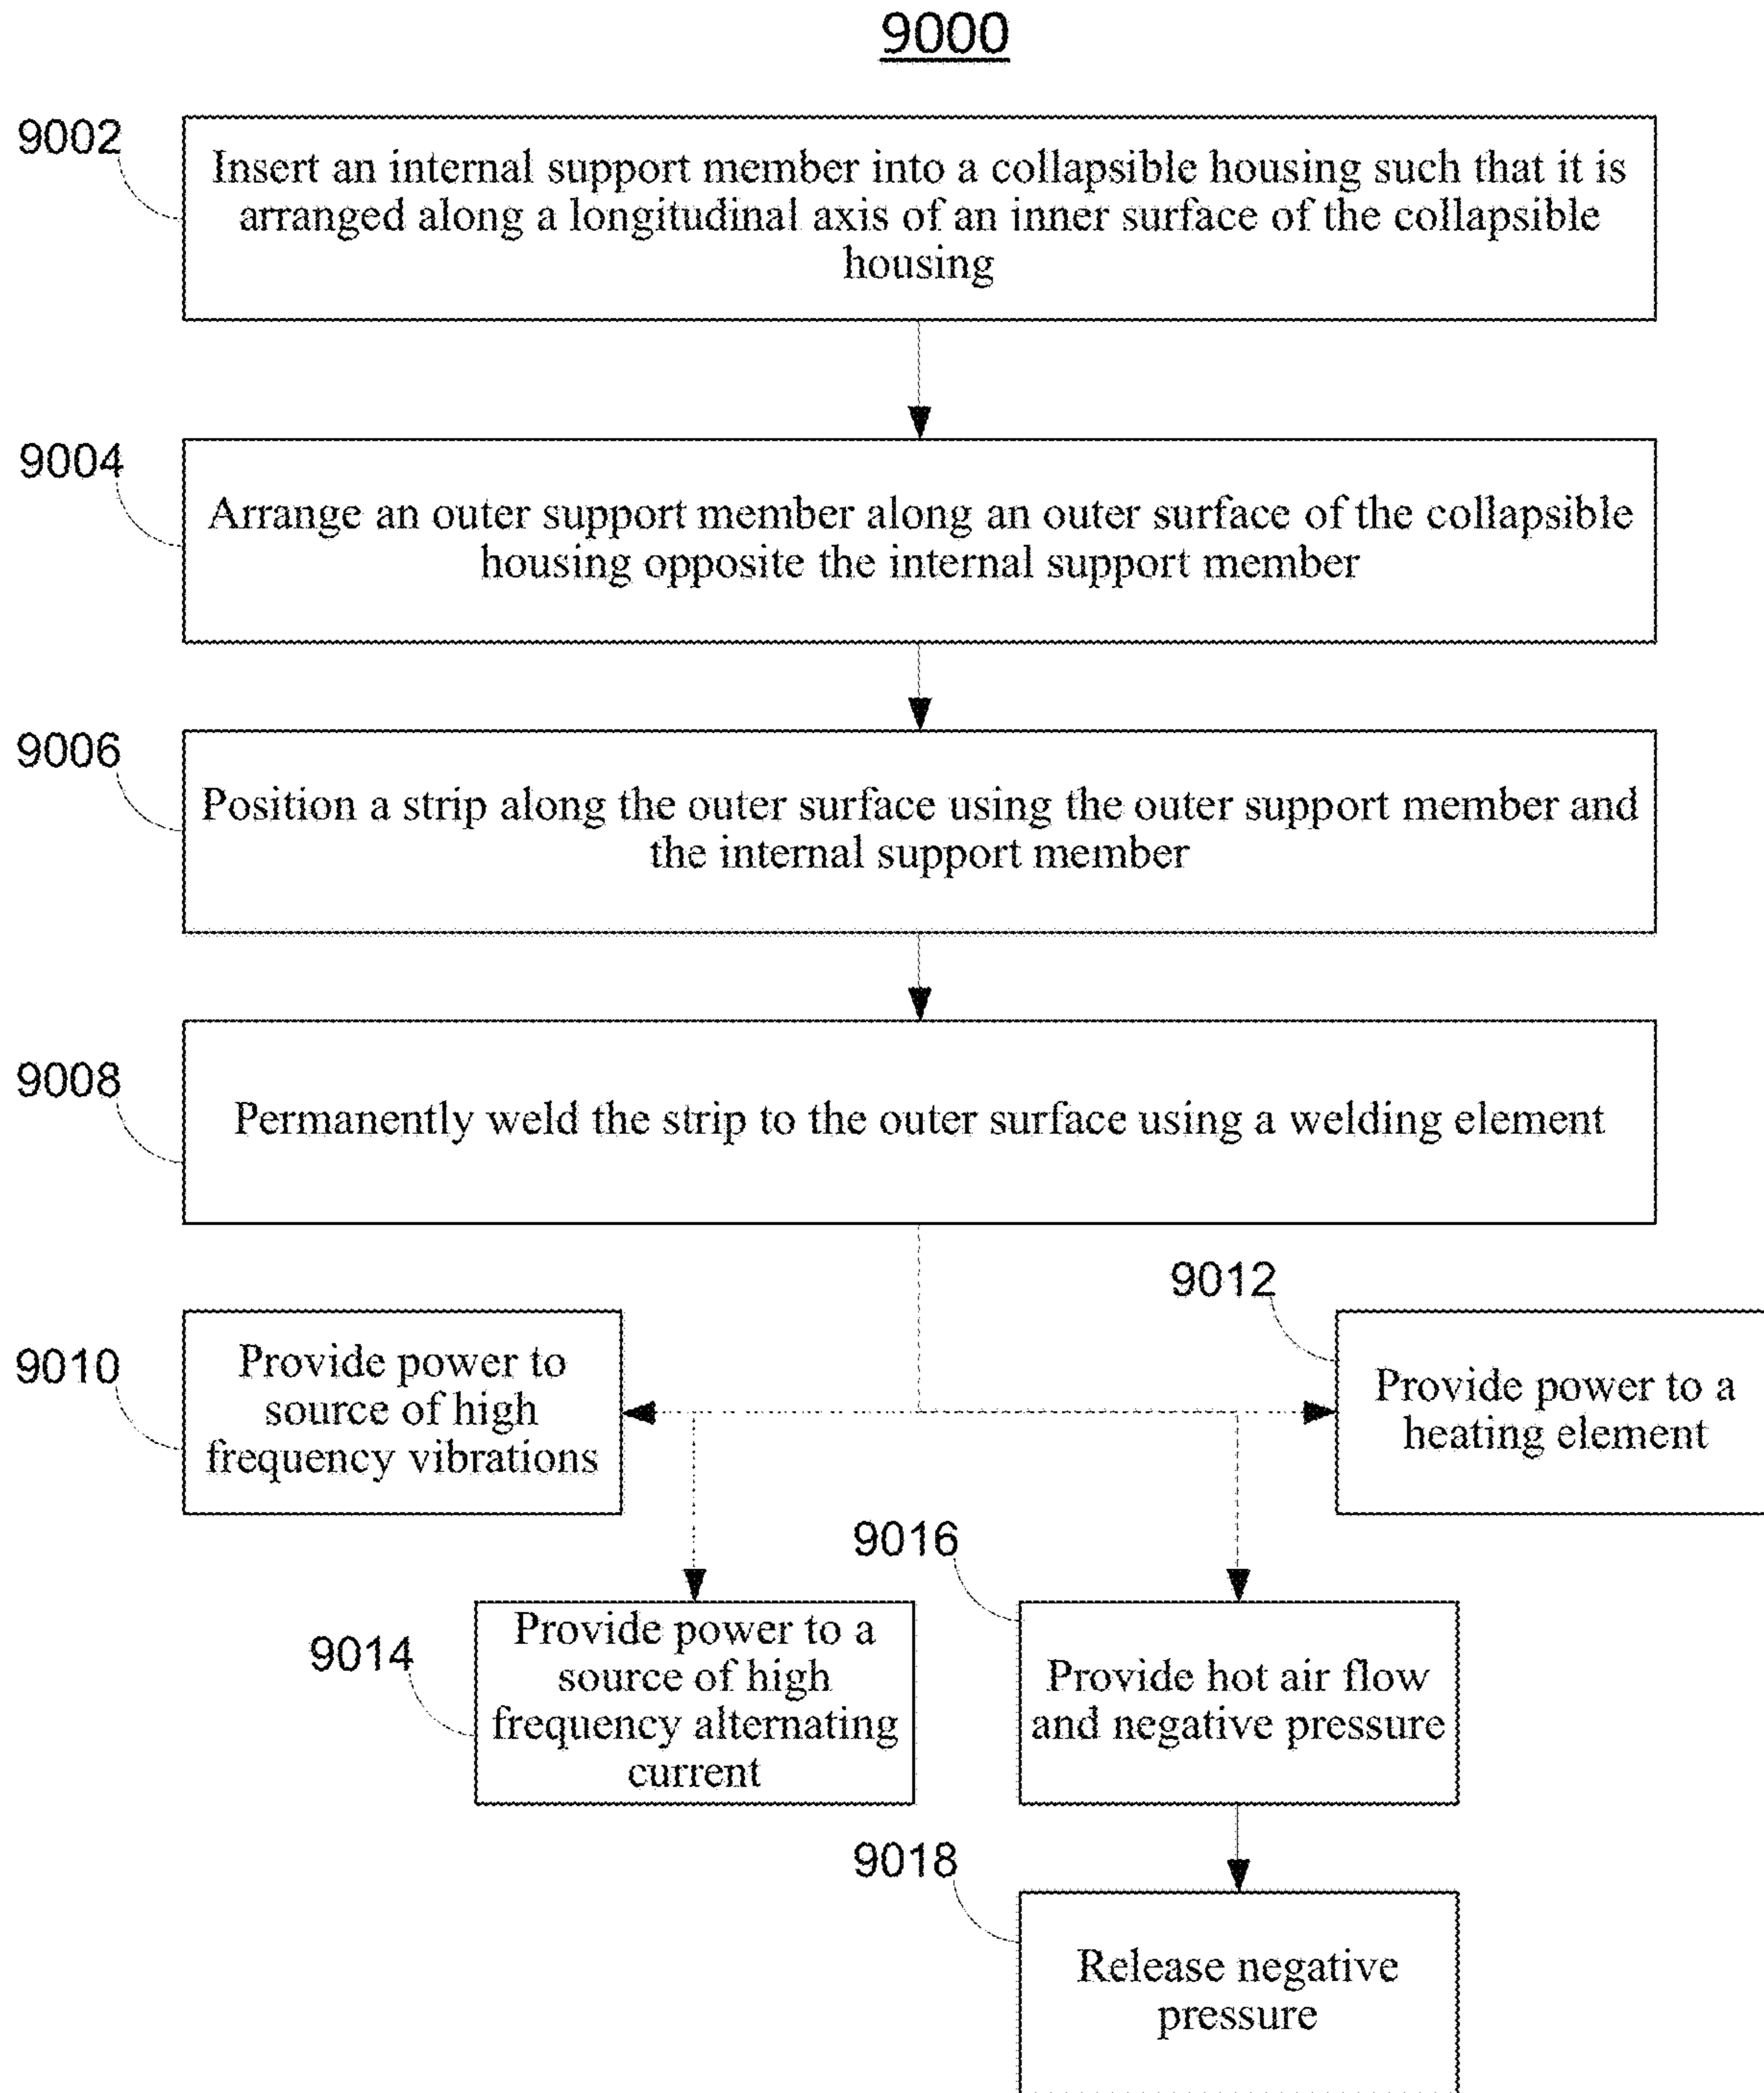 9000
9002
Insert an internal support member into a collapsible housing such that it is
arranged along a longitudinal axis of an inner surface of the collapsible
housing
9004
Arrange an outer support member along an outer surface of the collapsible
housing opposite the internal support member
9006
Position a strip along the outer surface using the outer support member and
the internal support member
9008
Permanently weld the strip to the outer surface using a welding element
9010
Provide power to
source of high
frequency vibrations
9012
Provide power to a
heating element
9014
Provide power to a
source of high
frequency alternating
current
9016
Provide hot air flow
and negative pressure
9018
Release negative
pressure